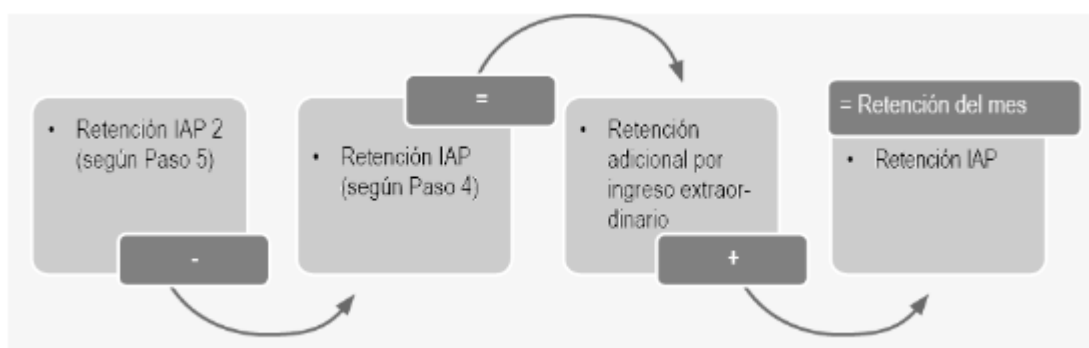 • Retención IAP 2
(según Paso 5)
-
=
• Retención IAP
(según Paso 4)
• Retención
adicional por
ingreso extraor-
dinario
+
= Retención del mes
• Retención IAP